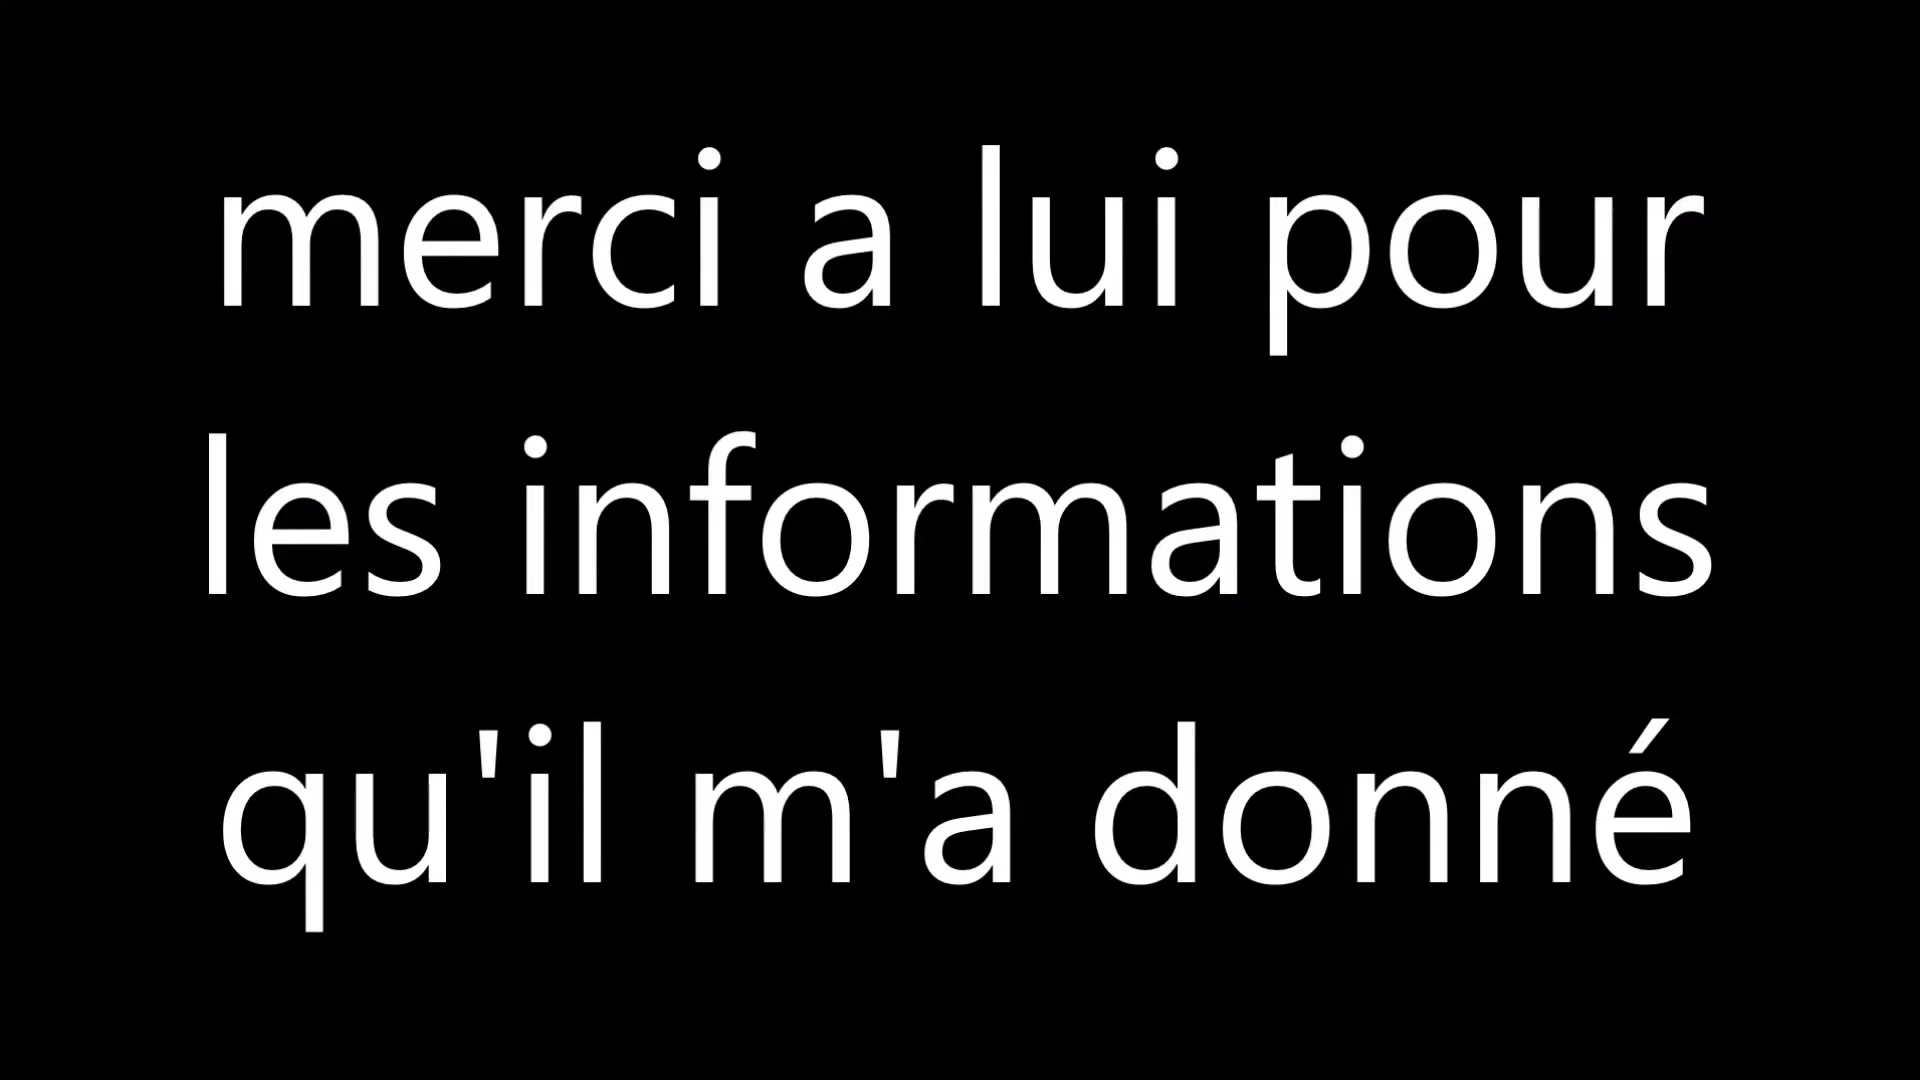 merci a lui pour
les informations
qu'il m'a donné